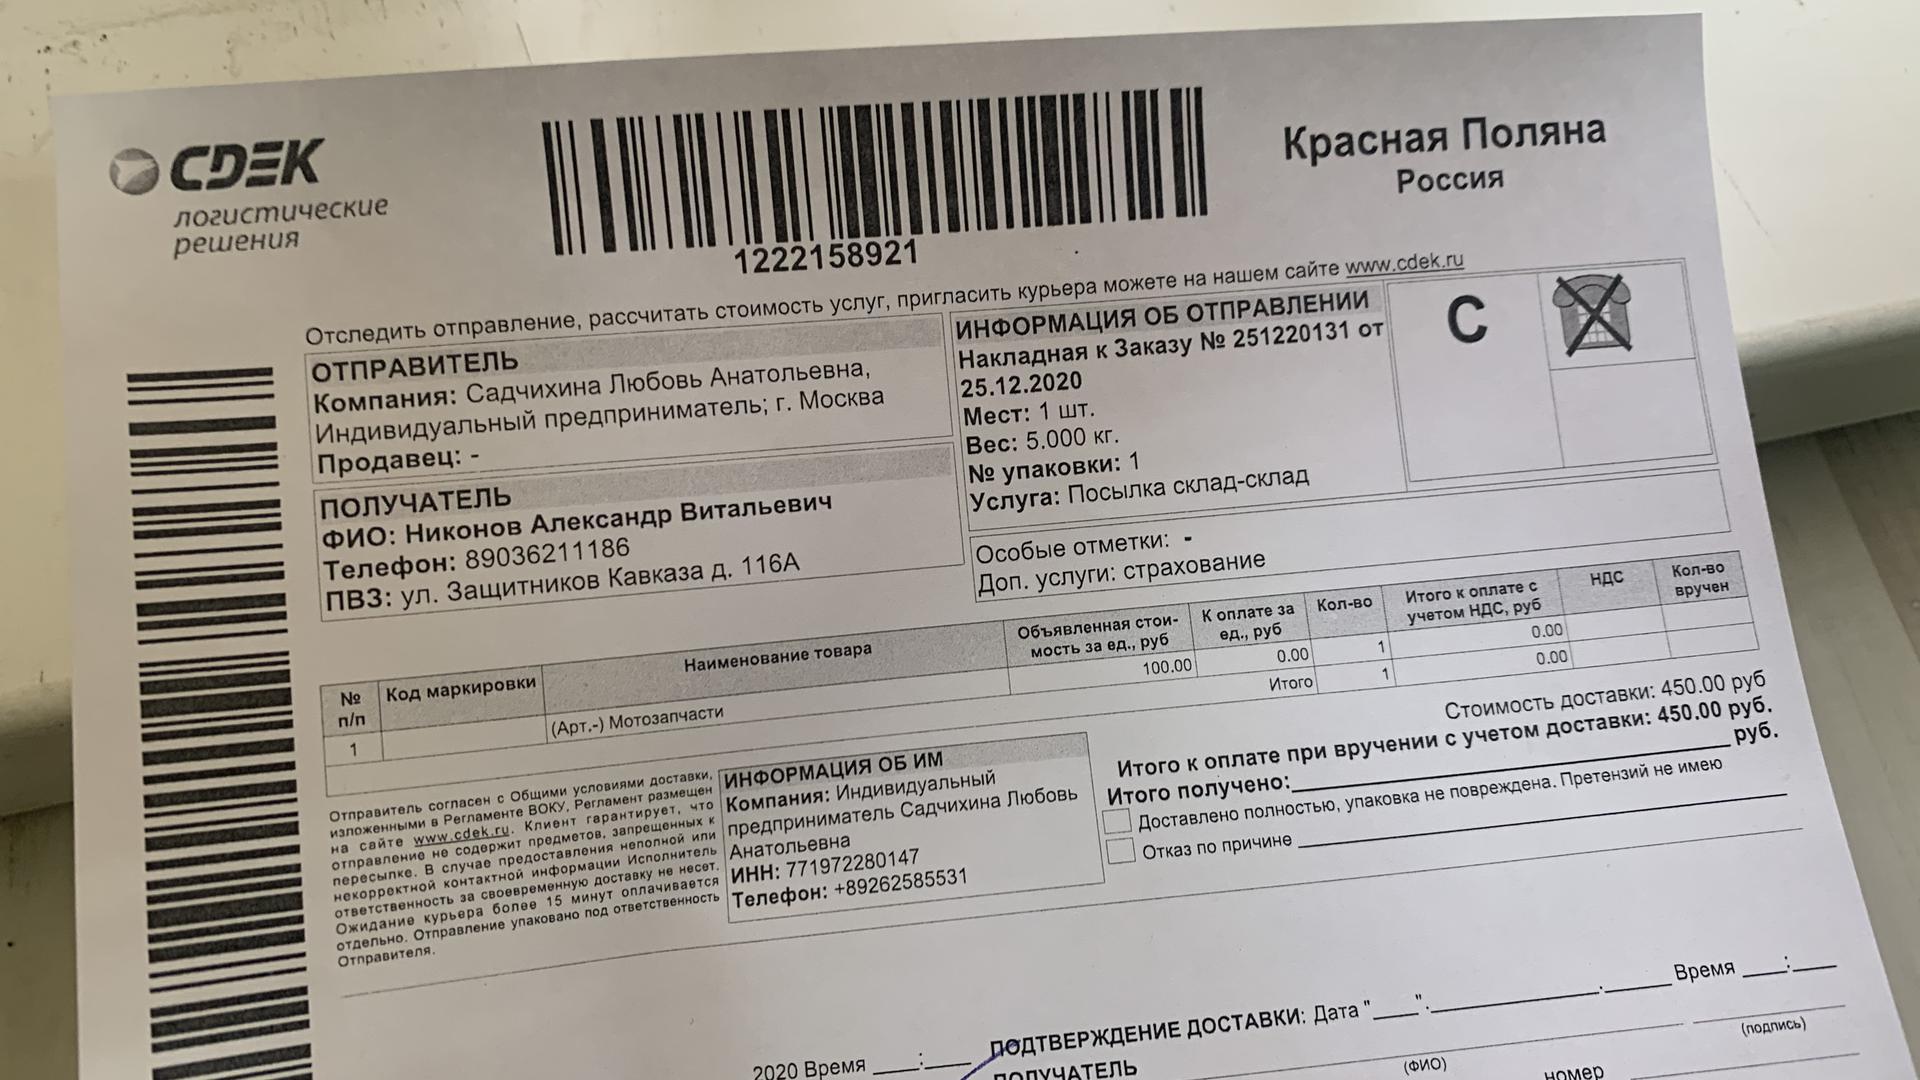 CDEK
логистические
решения
1222158921
Красная Поляна
Россия
Отследить отправление, рассчитать стоимость услуг, пригласить курьера можете на нашем сайте www.cdek.ru
ОТПРАВИТЕЛЬ
Компания: Садчихина Любовь Анатольевна,
Индивидуальный предприниматель; г. Москва
Продавец: -
ПОЛУЧАТЕЛЬ
ФИО: Никонов Александр Витальевич
Телефон: 89036211186
ПВЗ: ул. Защитников Кавказа д. 116А
ИНФОРМАЦИЯ ОБ ОТПРАВЛЕНИИ
Накладная к Заказу № 251220131 от
25.12.2020
Мест: 1 шт.
Вес: 5.000 кг.
№ упаковки: 1
Услуга: Посылка склад-склад
С
Особые отметки: -
Доп. услуги: страхование
№
п/п
Код маркировки
Наименование товара
Объявленная стои-
мость за ед., руб
К оплате за
ед., руб
Кол-во
Итого к оплате с
учетом НДС, руб
НДС
Кол-во
вручен
1
(Арт.-) Мотозапчасти
100.00
0.00
1
0.00
Итого
1
0.00
Стоимость доставки: 450.00 руб
Итого к оплате при вручении с учетом доставки: 450.00 руб.
Итого получено: руб.
Доставлено полностью, упаковка не повреждена. Претензий не имею
Отказ по причине
Отправитель согласен с Общими условиями доставки,
изложенными в Регламенте ВОКУ. Регламент размещен
на сайте www.cdek.ru. Клиент гарантирует, что
отправление не содержит предметов, запрещенных к
пересылке. В случае предоставления неполной или
некорректной контактной информации Исполнитель
ответственность за своевременную доставку не несет.
Ожидание курьера более 15 минут оплачивается
отдельно. Отправление упаковано под ответственность
Отправителя.
ИНФОРМАЦИЯ ОБ ИМ
Компания: Индивидуальный
предприниматель Садчихина Любовь
Анатольевна
ИНН: 771972280147
Телефон: +89262585531
2020 Время ___:___
ПОДТВЕРЖДЕНИЕ ДОСТАВКИ: Дата "___". Время ___:___
ПОЛУЧАТЕЛЬ
(ФИО)
(подпись)
номер